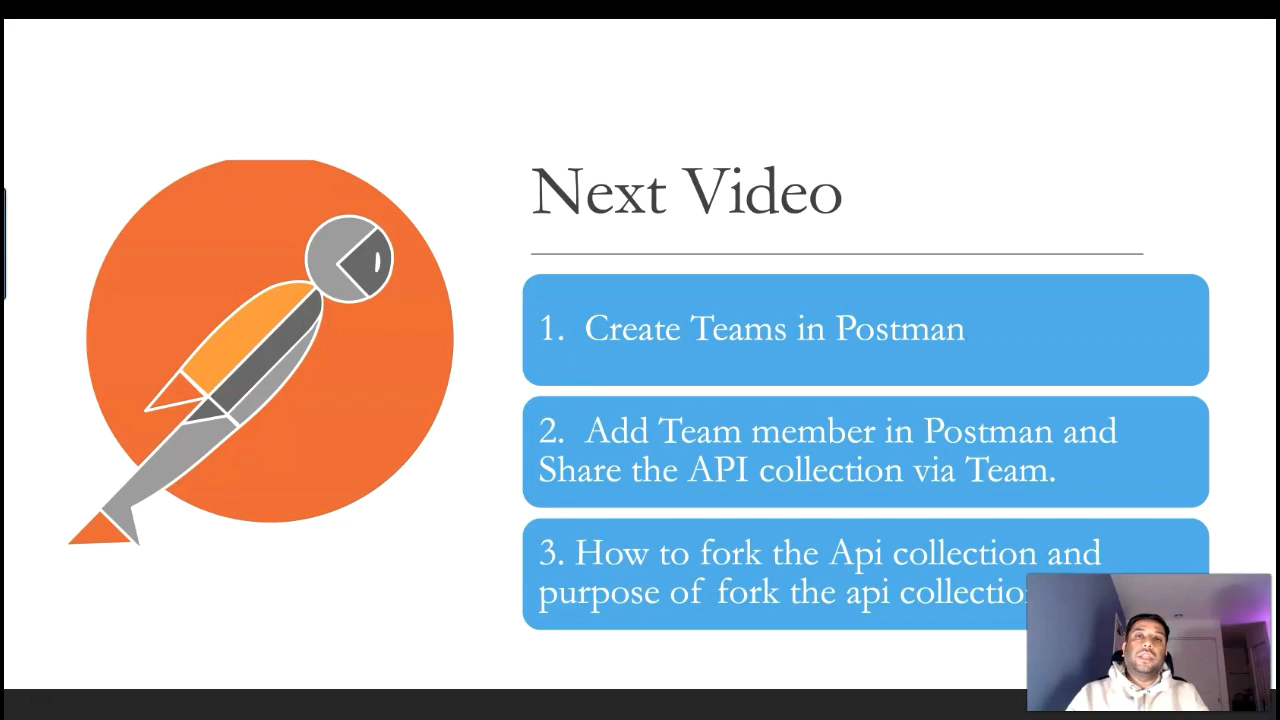 Next Video
1. Create Teams in Postman
2. Add Team member in Postman and
Share the API collection via Team.
3. How to fork the Api collection and
purpose of fork the api